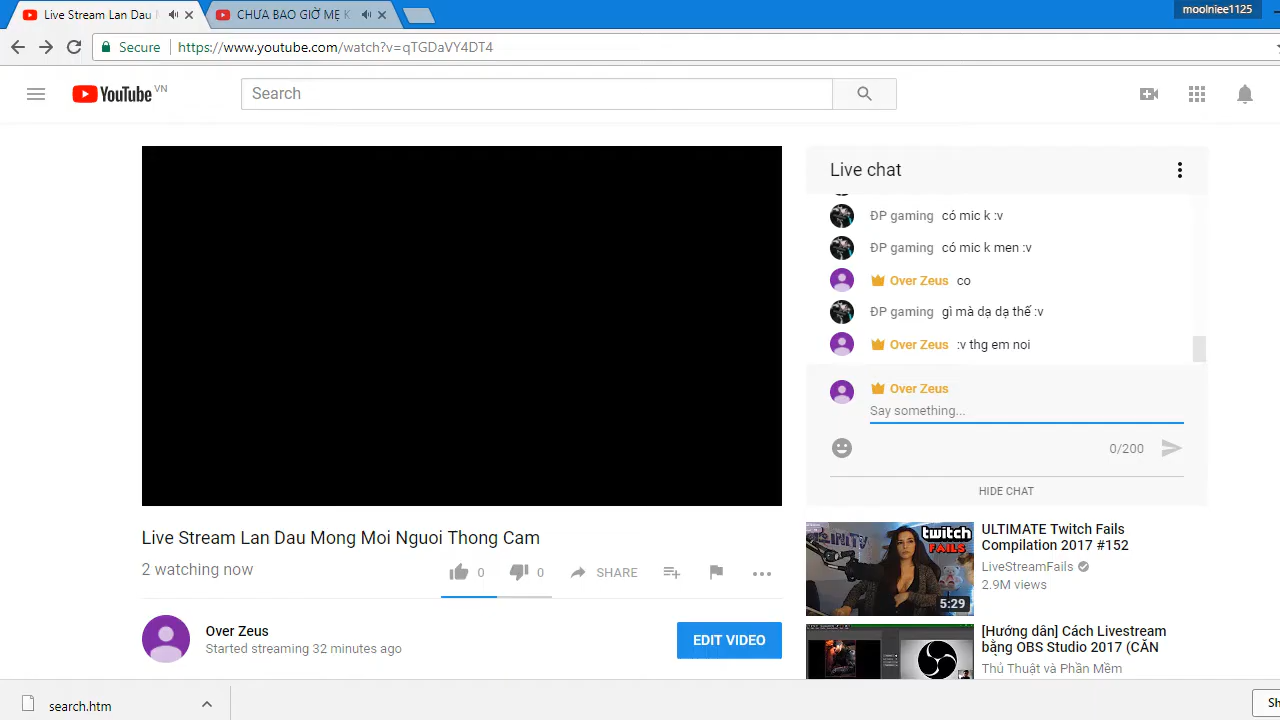 Live Stream Lan Dau
CHƯA BAO GIỜ MẸ K
moolniee1125
Secure
https://www.youtube.com/watch?v=qTGDaVY4DT4
YouTube VN
Search
Live chat
ĐP gaming có mic k :v
ĐP gaming có mic k men :v
Over Zeus co
ĐP gaming gì mà dạ dạ thế :v
Over Zeus :v thg em noi
Over Zeus
Say something...
0/200
HIDE CHAT
Live Stream Lan Dau Mong Moi Nguoi Thong Cam
2 watching now
0
0
SHARE
Over Zeus
Started streaming 32 minutes ago
EDIT VIDEO
twitch
FAILS
5:29
ULTIMATE Twitch Fails
Compilation 2017 #152
LiveStreamFails
2.9M views
[Hướng dẫn] Cách Livestream
bằng OBS Studio 2017 (CĂN
Thủ Thuật và Phần Mềm
search.htm
Sh